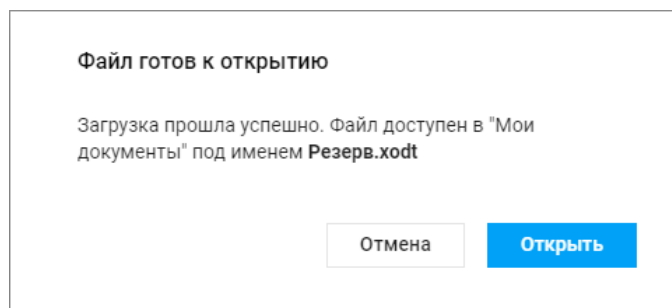 Файл готов к открытию
Загрузка прошла успешно. Файл доступен в "Мои
документы" под именем Резерв.xodt
Отмена
Открыть